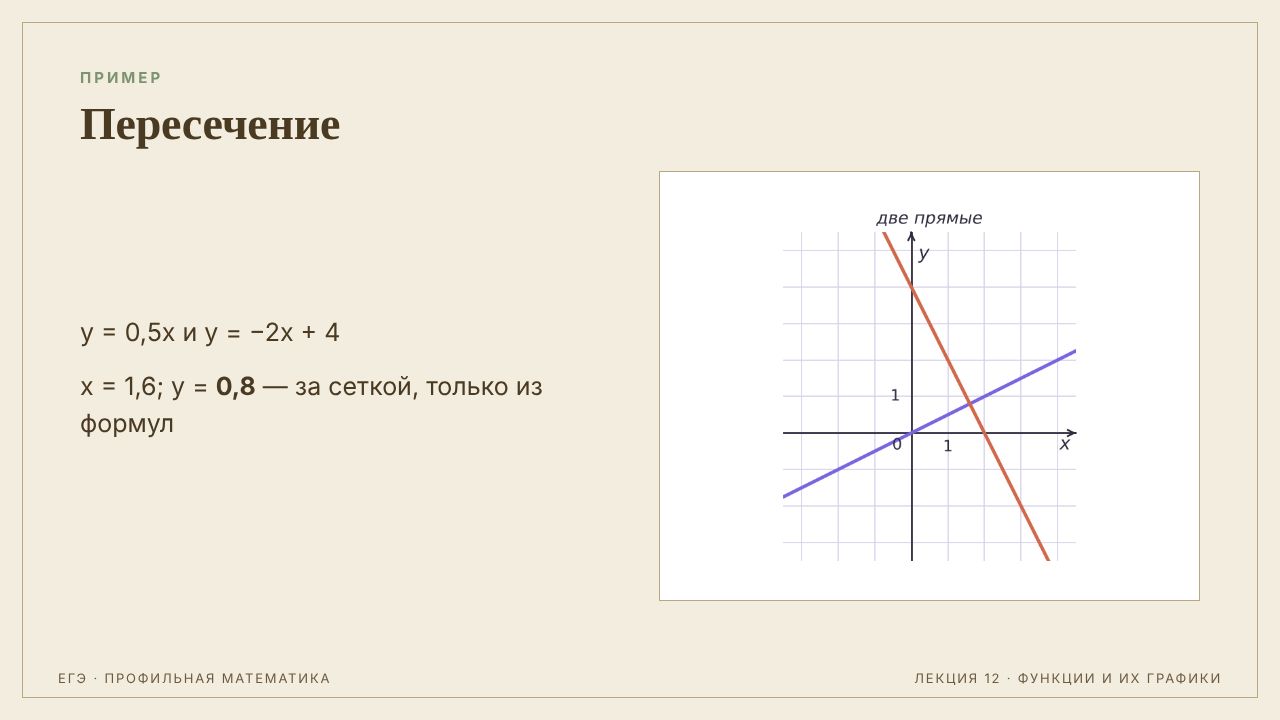 ПРИМЕР
Пересечение
y = 0,5x и y = −2x + 4
x = 1,6; y = 0,8 — за сеткой, только из
формул
две прямые
y
1
0
1
x
ЕГЭ · ПРОФИЛЬНАЯ МАТЕМАТИКА
ЛЕКЦИЯ 12 · ФУНКЦИИ И ИХ ГРАФИКИ